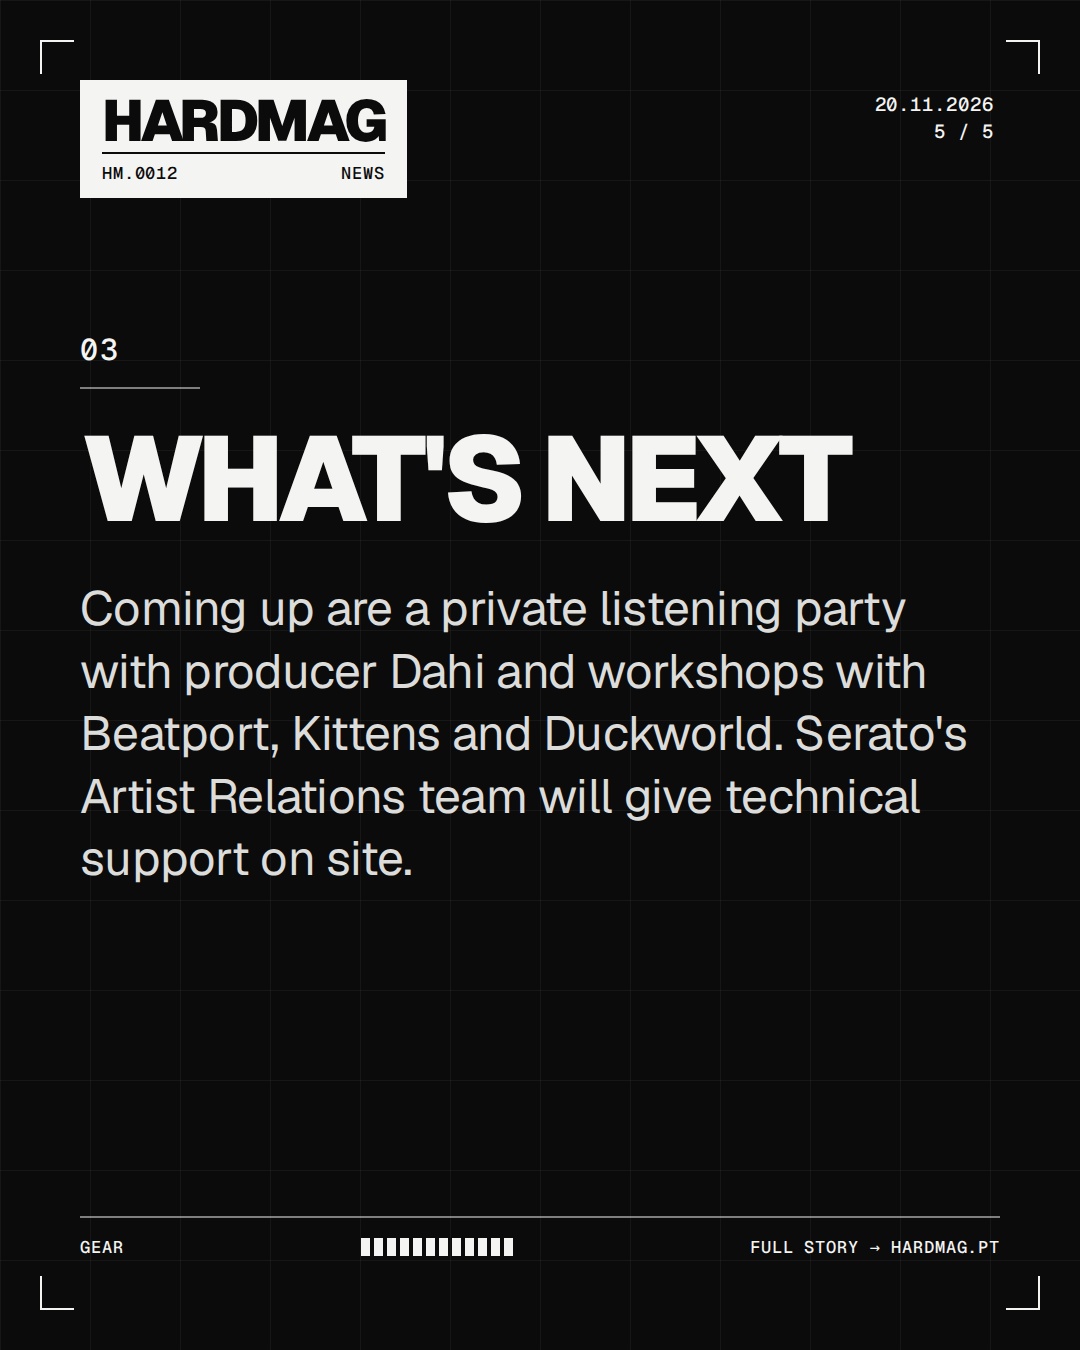 HARDMAG
HM.0012 NEWS
20.11.2026
5 / 5
03
WHAT'S NEXT
Coming up are a private listening party
with producer Dahi and workshops with
Beatport, Kittens and Duckworld. Serato's
Artist Relations team will give technical
support on site.
GEAR
FULL STORY → HARDMAG.PT